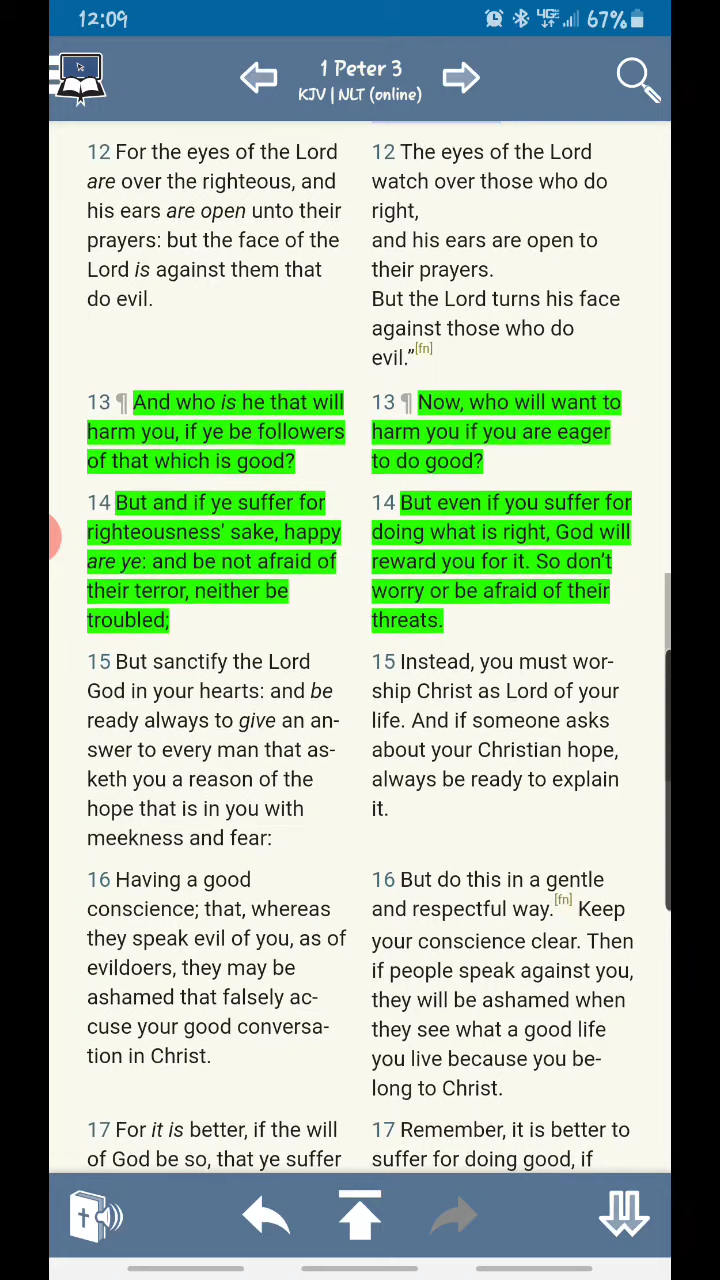 12:09
4GE 67%
1 Peter 3
KJV | NLT (online)
12 For the eyes of the Lord
are over the righteous, and
his ears are open unto their
prayers: but the face of the
Lord is against them that
do evil.
12 The eyes of the Lord
watch over those who do
right,
and his ears are open to
their prayers.
But the Lord turns his face
against those who do
evil.”[fn]
13 ¶ And who is he that will
harm you, if ye be followers
of that which is good?
13 ¶ Now, who will want to
harm you if you are eager
to do good?
14 But and if ye suffer for
righteousness' sake, happy
are ye: and be not afraid of
their terror, neither be
troubled;
14 But even if you suffer for
doing what is right, God will
reward you for it. So don’t
worry or be afraid of their
threats.
15 But sanctify the Lord
God in your hearts: and be
ready always to give an an-
swer to every man that as-
keth you a reason of the
hope that is in you with
meekness and fear:
15 Instead, you must wor-
ship Christ as Lord of your
life. And if someone asks
about your Christian hope,
always be ready to explain
it.
16 Having a good
conscience; that, whereas
they speak evil of you, as of
evildoers, they may be
ashamed that falsely ac-
cuse your good conversa-
tion in Christ.
16 But do this in a gentle
and respectful way.[fn] Keep
your conscience clear. Then
if people speak against you,
they will be ashamed when
they see what a good life
you live because you be-
long to Christ.
17 For it is better, if the will
of God be so, that ye suffer
17 Remember, it is better to
suffer for doing good, if